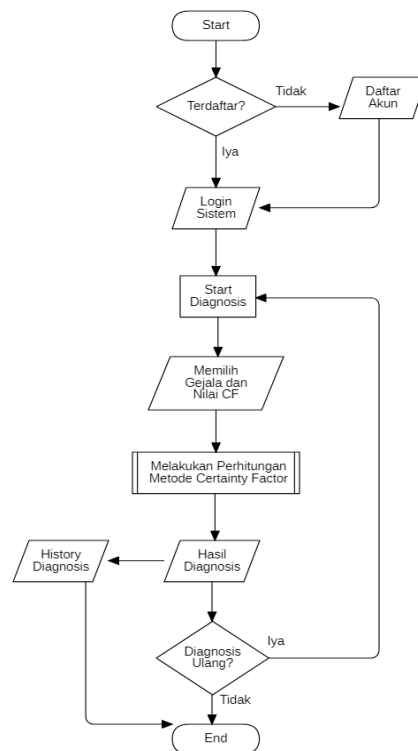 Start
Terdaftar?
Tidak
Daftar
Akun
Iya
Login
Sistem
Start
Diagnosis
Memilih
Gejala dan
Nilai CF
Melakukan Perhitungan
Metode Certainty Factor
History
Diagnosis
Hasil
Diagnosis
Diagnosis
Ulang?
Iya
Tidak
End